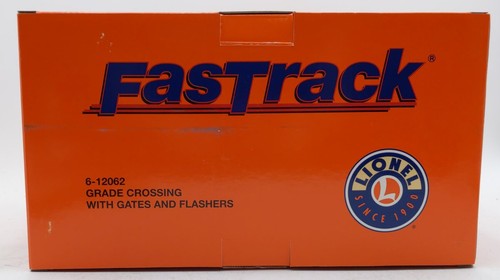 FasTrack®
6-12062
GRADE CROSSING
WITH GATES AND FLASHERS
LIONEL
L
SINCE 1900
®